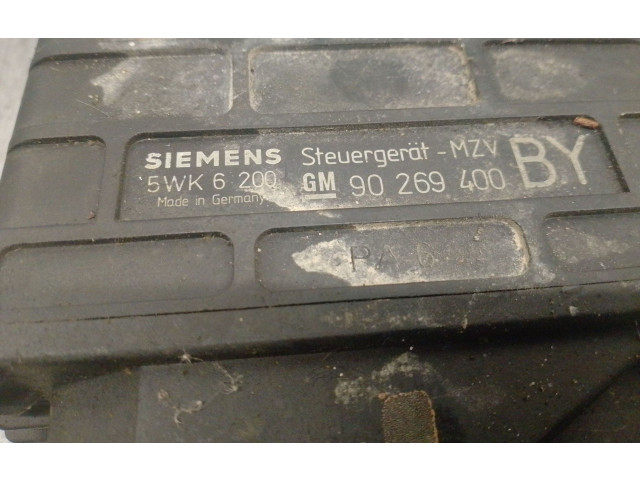 SIEMENS Steuergerät - MZV BY
5WK 6 200 GM 90 269 400
Made in Germany